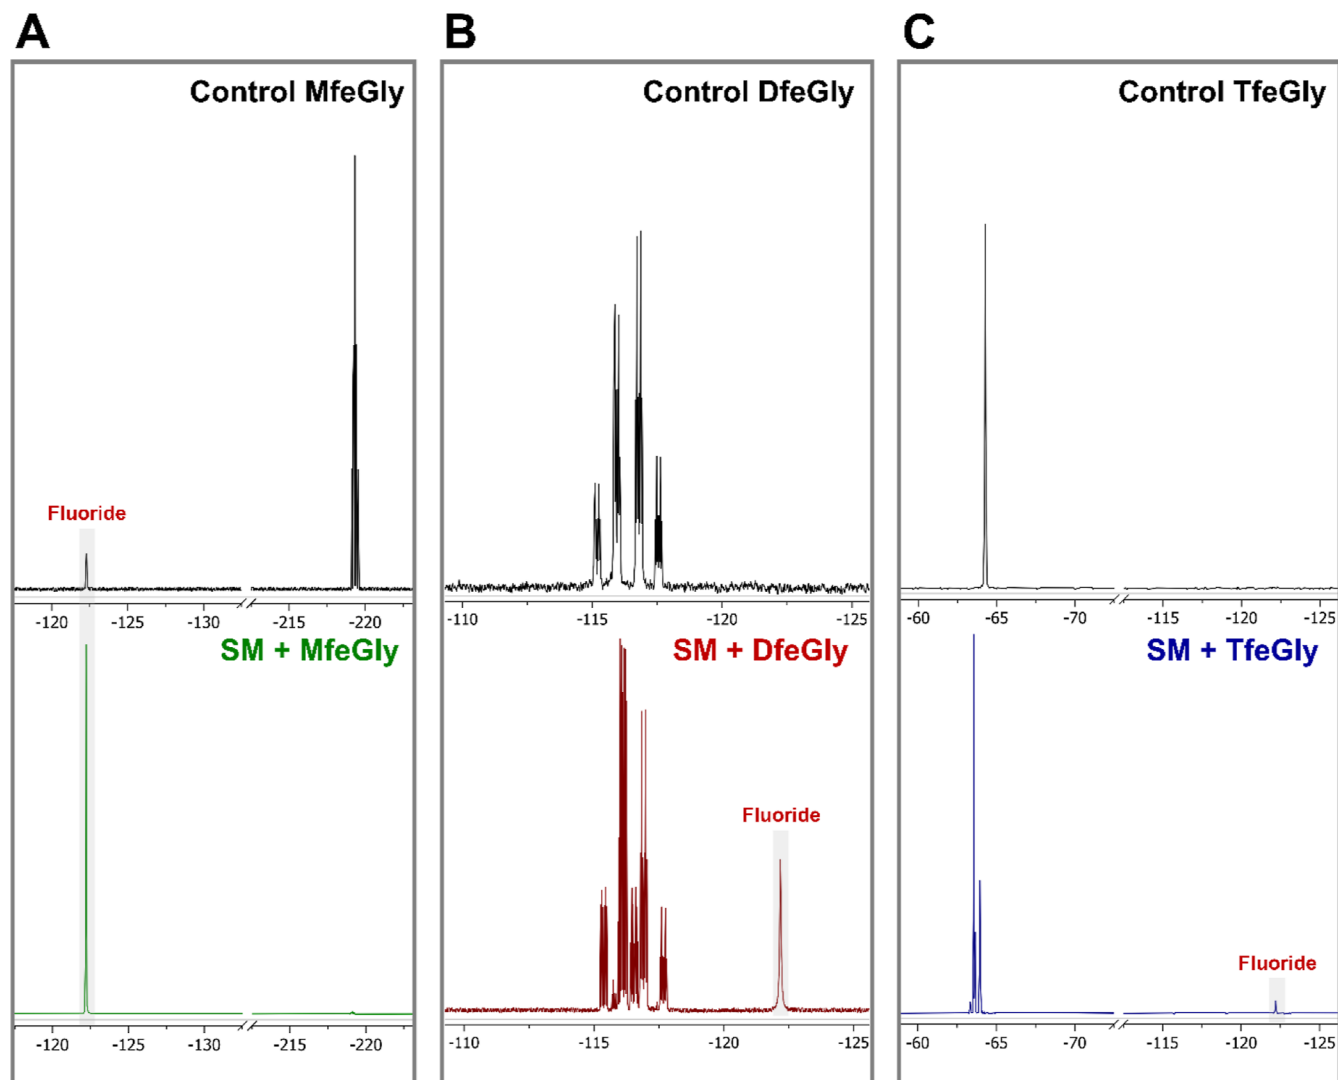 A
B
C
Control MfeGly
Control DfeGly
Control TfeGly
Fluoride
-120 -125 -130 -215 -220
-110 -115 -120 -125
-60 -65 -70 -115 -120 -125
SM + MfeGly
SM + DfeGly
SM + TfeGly
Fluoride
Fluoride
-120 -125 -130 -215 -220
-110 -115 -120 -125
-60 -65 -70 -115 -120 -125